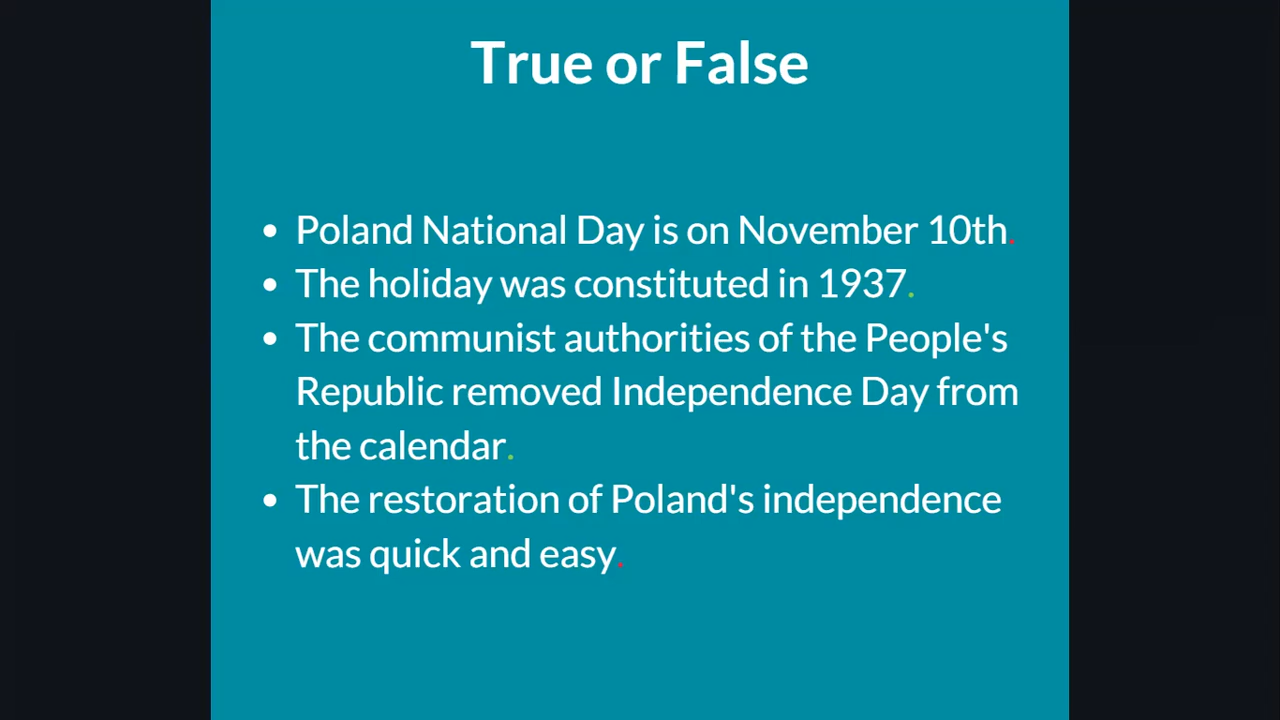 True or False
• Poland National Day is on November 10th.
• The holiday was constituted in 1937.
• The communist authorities of the People's
Republic removed Independence Day from
the calendar.
• The restoration of Poland's independence
was quick and easy.